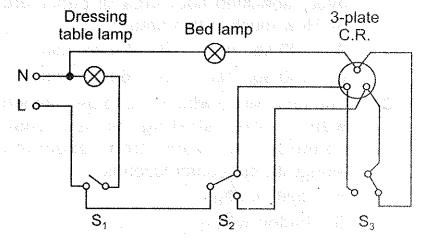 Dressing
table lamp
Bed lamp
3-plate
C.R.
N
L
S1
S2
S3